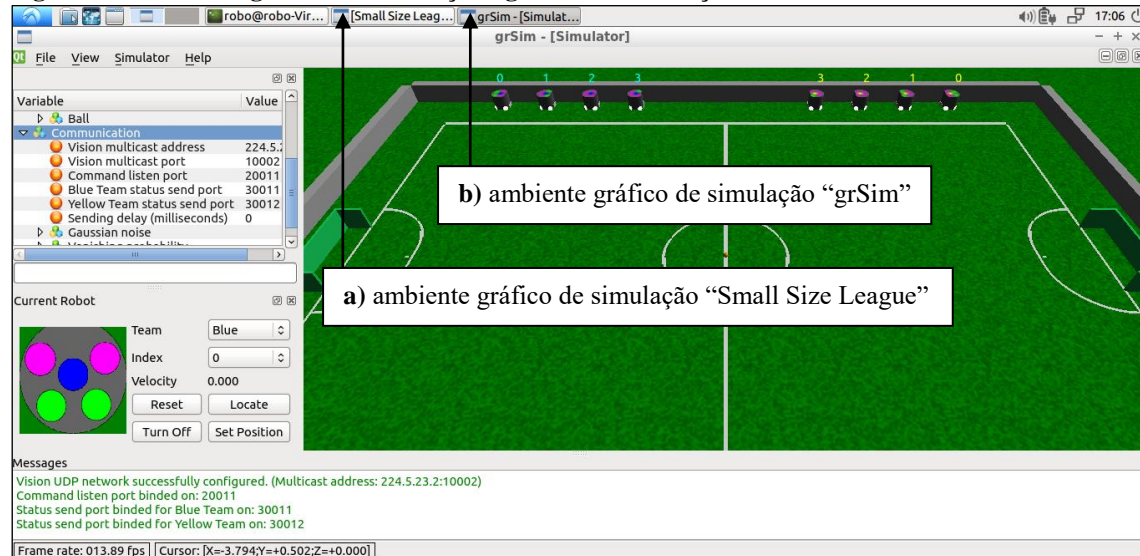 robo@robo-Vir... [Small Size Leag... grSim - [Simulat... 17:06
grSim - [Simulator]
File View Simulator Help
Variable Value
Ball
Communication
Vision multicast address 224.5.2
Vision multicast port 10002
Command listen port 20011
Blue Team status send port 30011
Yellow Team status send port 30012
Sending delay (milliseconds) 0
Gaussian noise
0 1 2 3 3 2 1 0
b) ambiente gráfico de simulação “grSim”
a) ambiente gráfico de simulação “Small Size League”
Current Robot
Team Blue
Index 0
Velocity 0.000
Reset Locate
Turn Off Set Position
Messages
Vision UDP network successfully configured. (Multicast address: 224.5.23.2:10002)
Command listen port binded on: 20011
Status send port binded for Blue Team on: 30011
Status send port binded for Yellow Team on: 30012
Frame rate: 013.89 fps Cursor: [X=-3.794;Y=+0.502;Z=+0.000]